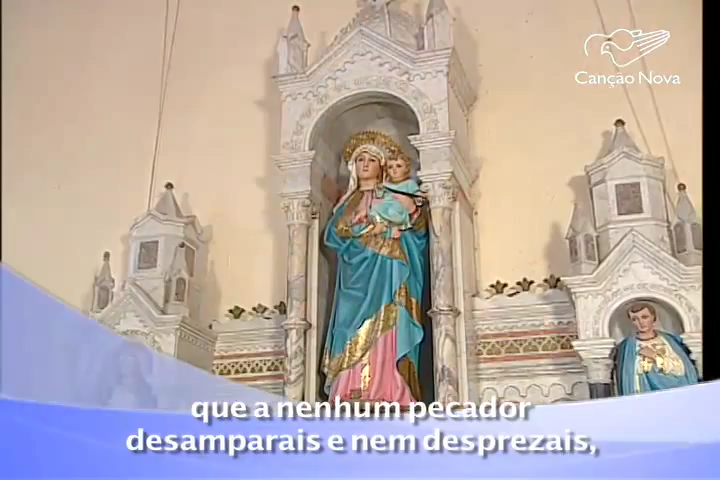 Canção Nova
que a nenhum pecador
desamparais e nem desprezais,